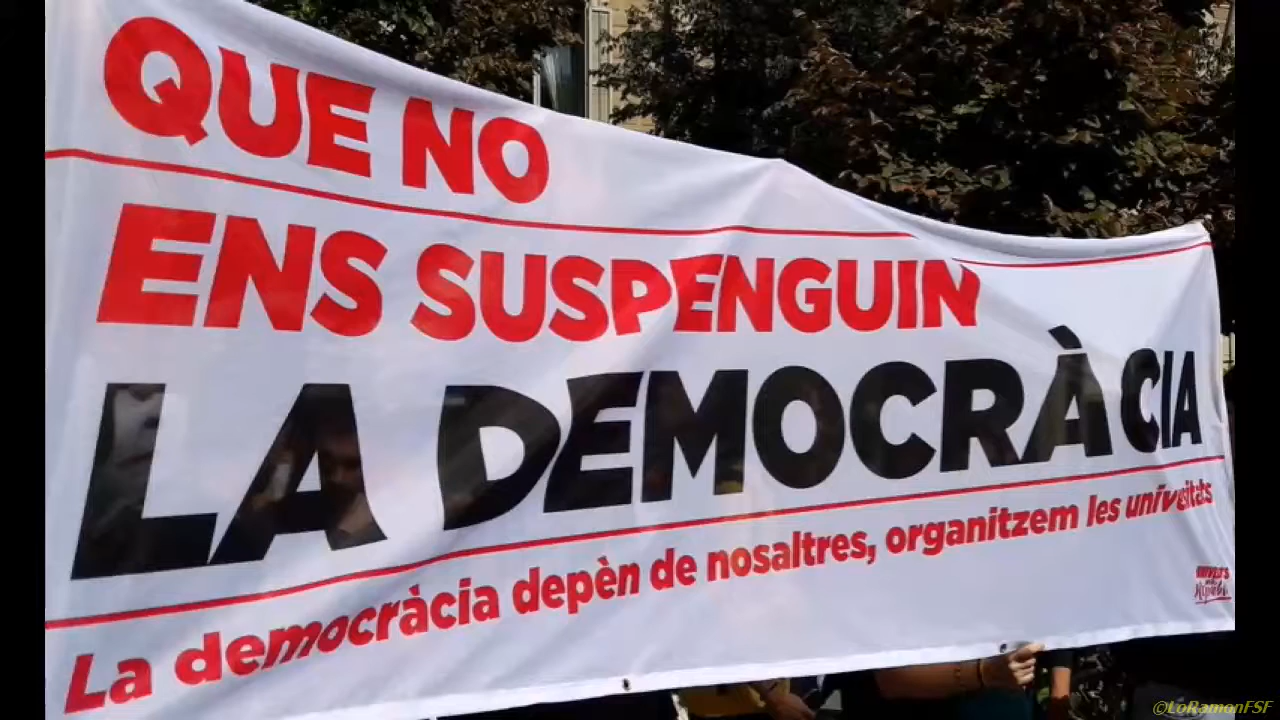 QUE NO
ENS SUSPENGUIN
LA DEMOCRÀCIA
La democràcia depèn de nosaltres, organitzem les universitats
©LoRamonFSF